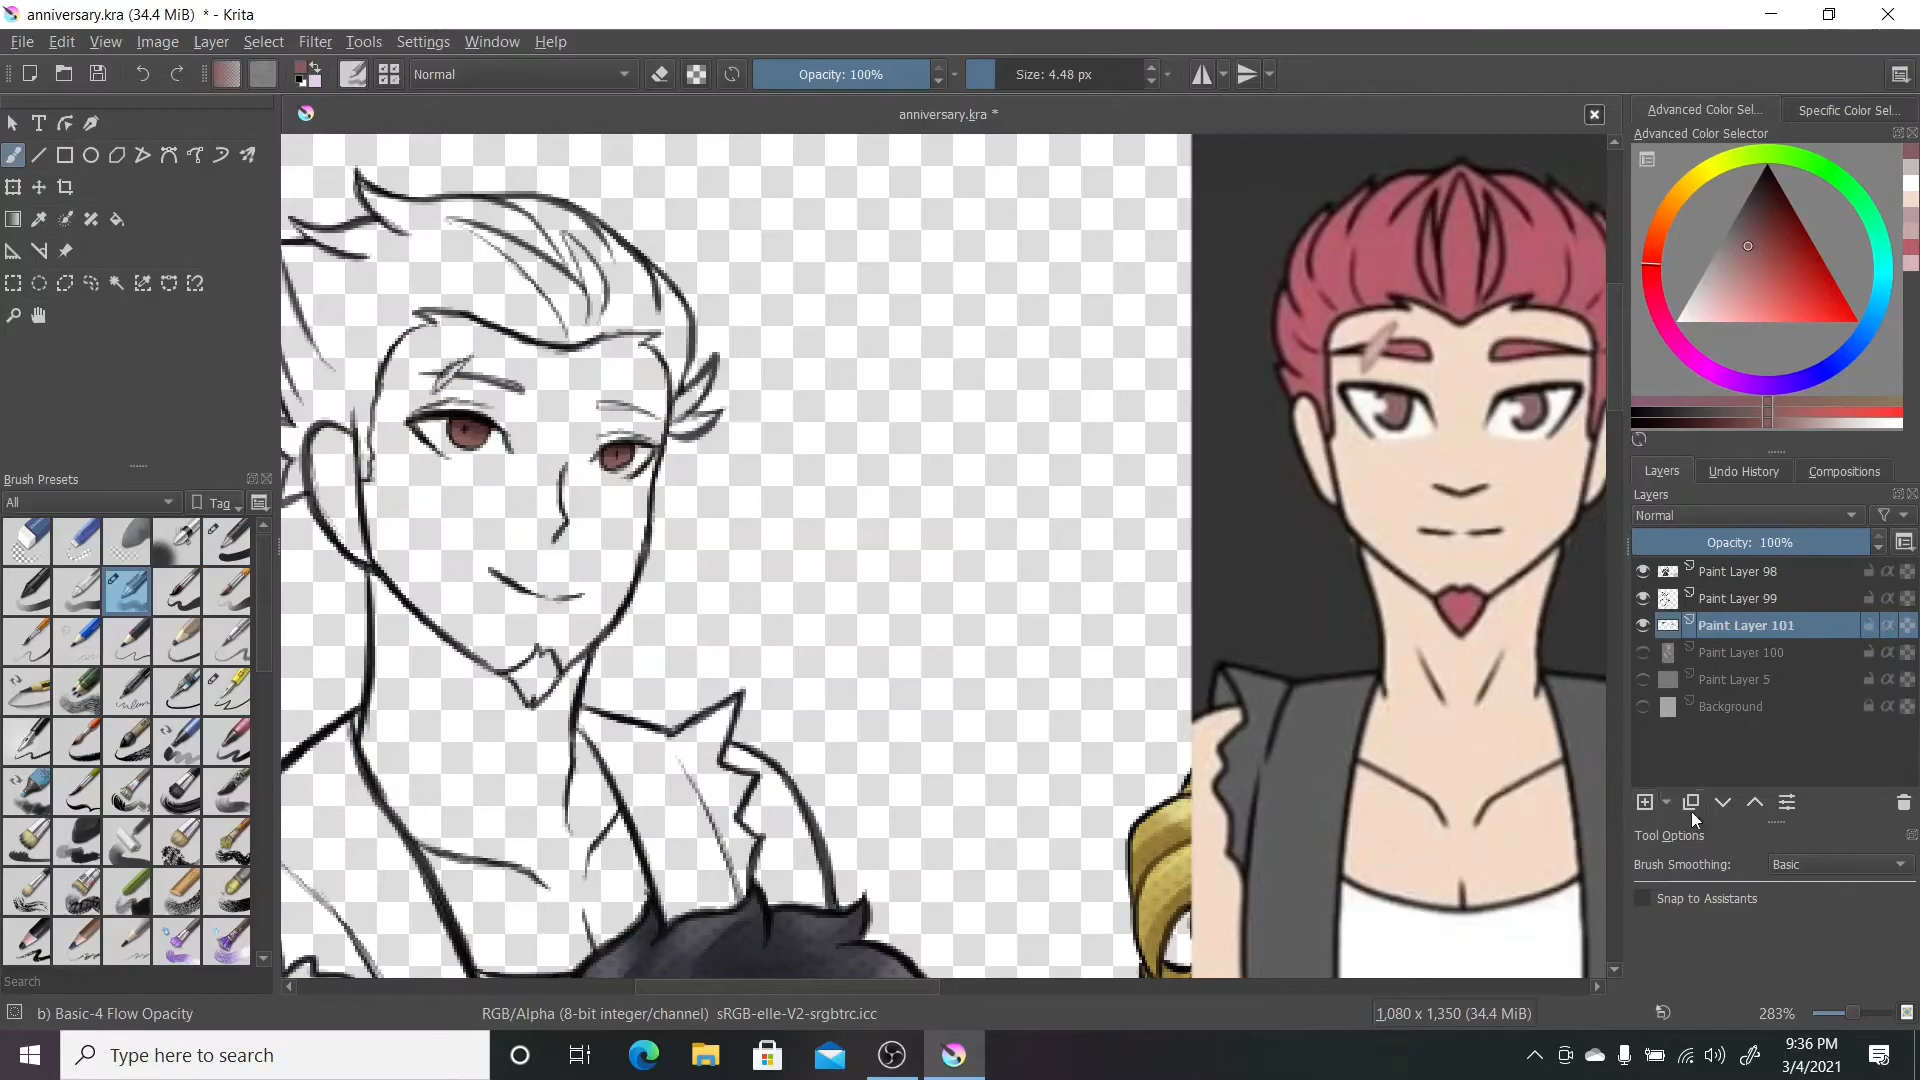 anniversary.kra (34.4 MiB) * - Krita
File Edit View Image Layer Select Filter Tools Settings Window Help
Normal
Opacity: 100%
Size: 4.48 px
anniversary.kra *
Advanced Color Sel...
Specific Color Sel...
Advanced Color Selector
Brush Presets
All
Tag
Layers
Undo History
Compositions
Layers
Normal
Opacity: 100%
Paint Layer 98
Paint Layer 99
Paint Layer 101
Paint Layer 100
Paint Layer 5
Background
Tool Options
Brush Smoothing:
Basic
Snap to Assistants
Search
b) Basic-4 Flow Opacity
RGB/Alpha (8-bit integer/channel) sRGB-elle-V2-srgbtrc.icc
1,080 x 1,350 (34.4 MiB)
283%
Type here to search
9:36 PM
3/4/2021